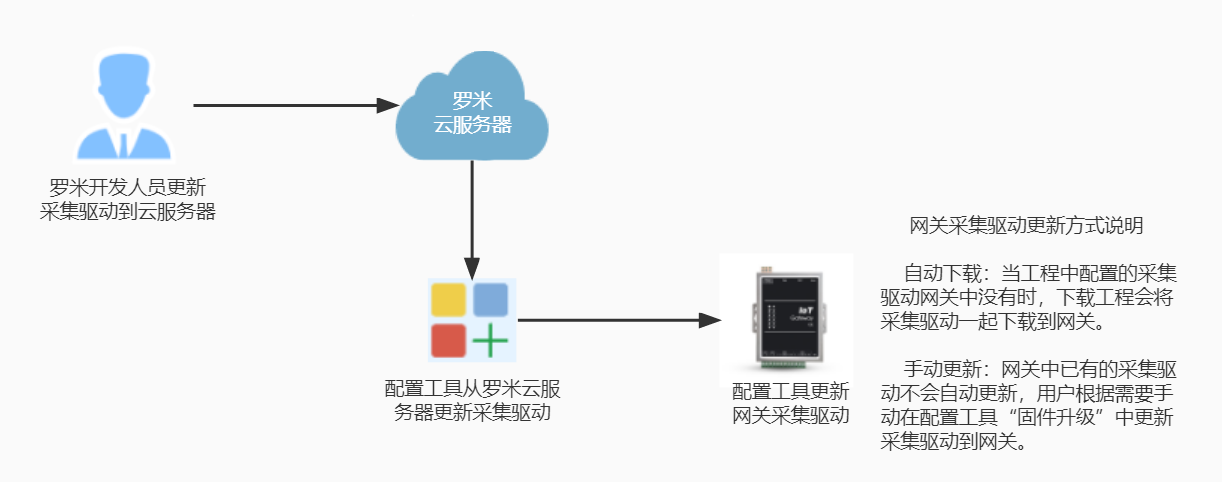 罗米
云服务器
罗米开发人员更新
采集驱动到云服务器
配置工具从罗米云服
务器更新采集驱动
IoT
Gateway
配置工具更新
网关采集驱动
网关采集驱动更新方式说明
自动下载：当工程中配置的采集
驱动网关中没有时，下载工程会将
采集驱动一起下载到网关。
手动更新：网关中已有的采集驱
动不会自动更新，用户根据需要手
动在配置工具“固件升级”中更新
采集驱动到网关。